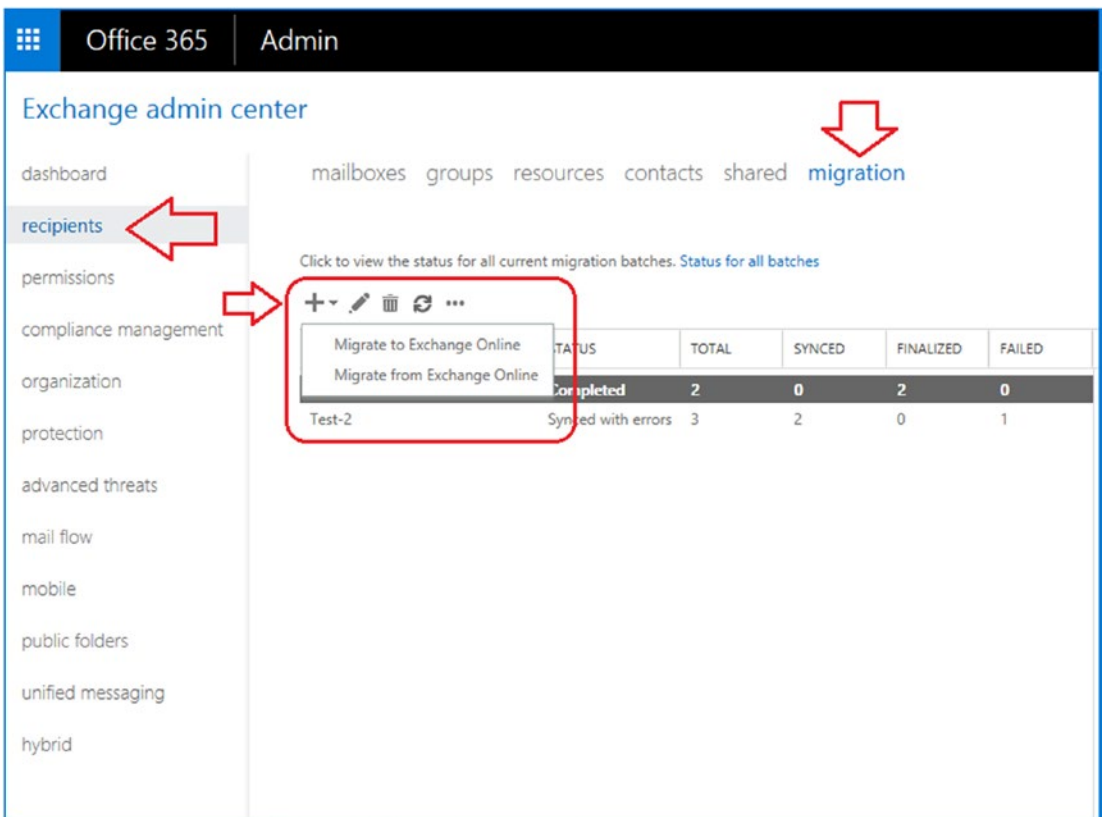 Office 365 Admin
Exchange admin center
dashboard
recipients
permissions
compliance management
organization
protection
advanced threats
mail flow
mobile
public folders
unified messaging
hybrid
mailboxes groups resources contacts shared migration
Click to view the status for all current migration batches. Status for all batches
Migrate to Exchange Online
Migrate from Exchange Online
TOTAL SYNCED FINALIZED FAILED
Completed 2 0 2 0
Test-2 Synced with errors 3 2 0 1